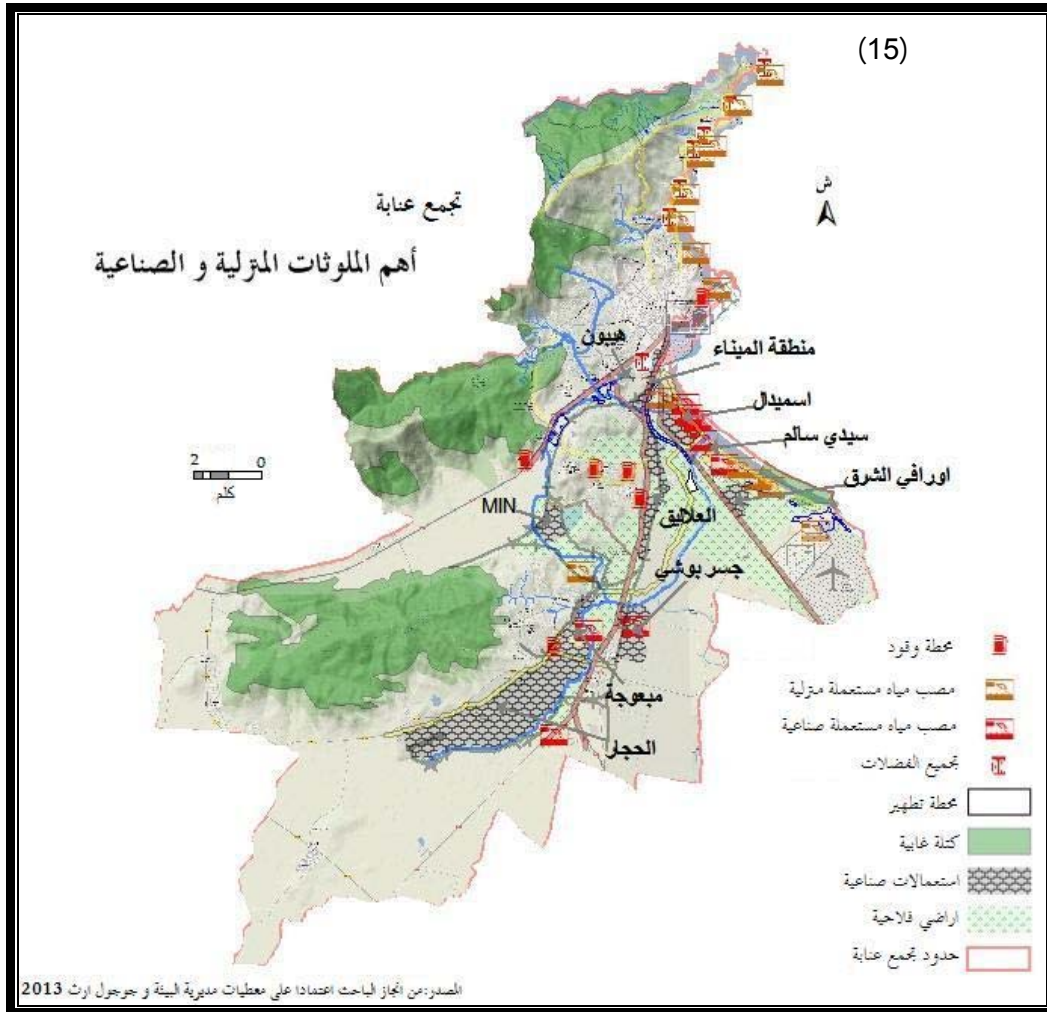 (15)
ش
تجمع عنابة
أهم الملوثات المنزلية و الصناعية
هيبون
منطقة الميناء
اسميدال
سيدي سالم
اورافي الشرق
2 0
كلم
MIN
العلاليق
جسر بوشي
مبعوجة
الحجار
محطة وقود
مصب مياه مستعملة منزلية
مصب مياه مستعملة صناعية
تجميع الفضلات
محطة تطهير
كتلة غابية
استعمالات صناعية
اراضي فلاحية
حدود تجمع عنابة
المصدر:من انجاز الباحث اعتمادا على معطيات مديرية البيئة و جوجول ارث 2013